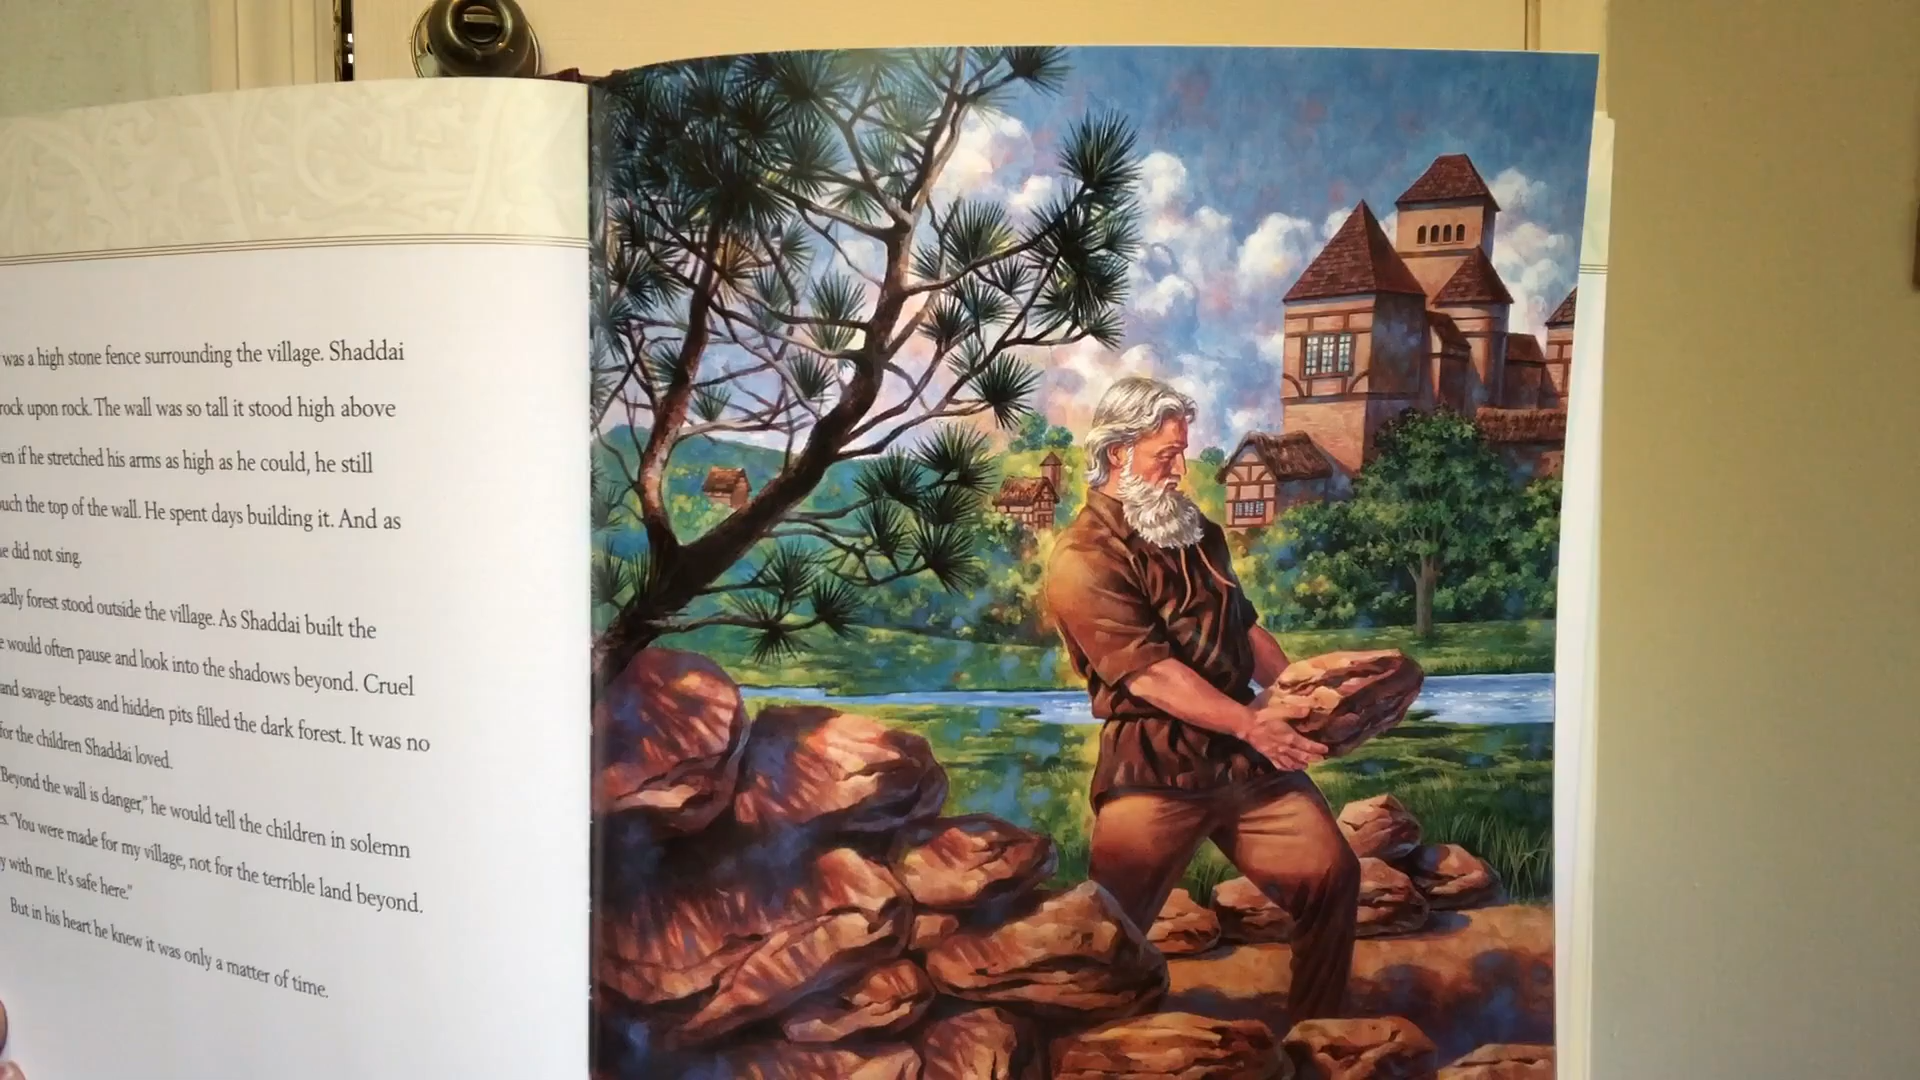 was a high stone fence surrounding the village. Shaddai
rock upon rock. The wall was so tall it stood high above
en if he stretched his arms as high as he could, he still
uch the top of the wall. He spent days building it. And as
e did not sing.
adly forest stood outside the village. As Shaddai built the
e would often pause and look into the shadows beyond. Cruel
and savage beasts and hidden pits filled the dark forest. It was no
for the children Shaddai loved.
"Beyond the wall is danger," he would tell the children in solemn
s. "You were made for my village, not for the terrible land beyond.
y with me. It's safe here."
But in his heart he knew it was only a matter of time.